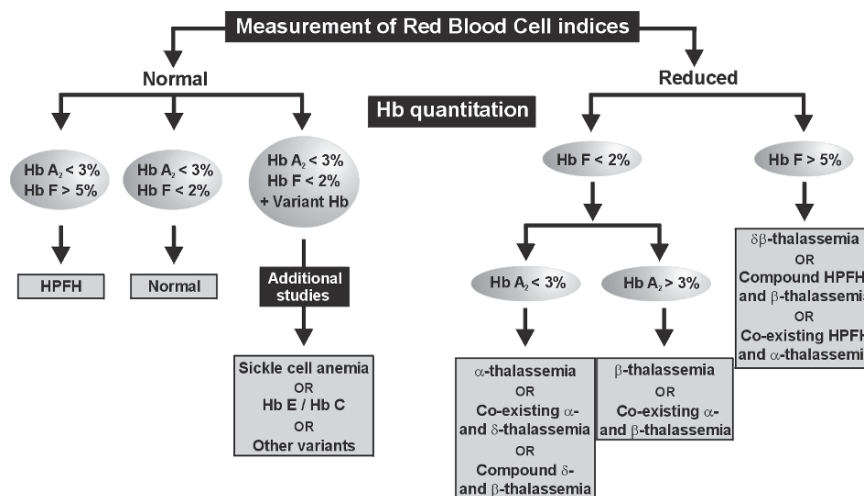 Measurement of Red Blood Cell indices
Normal
Reduced
Hb quantitation
Hb A₂ < 3%
Hb F > 5%
Hb A₂ < 3%
Hb F < 2%
Hb A₂ < 3%
Hb F < 2%
+ Variant Hb
Hb F < 2%
Hb F > 5%
HPFH
Normal
Additional
studies
Sickle cell anemia
OR
Hb E / Hb C
OR
Other variants
Hb A₂ < 3%
Hb A₂ > 3%
α-thalassemia
OR
Co-existing α-
and δ-thalassemia
OR
Compound δ-
and β-thalassemia
β-thalassemia
OR
Co-existing α-
and β-thalassemia
δβ-thalassemia
OR
Compound HPFH
and β-thalassemia
OR
Co-existing HPFH
and α-thalassemia